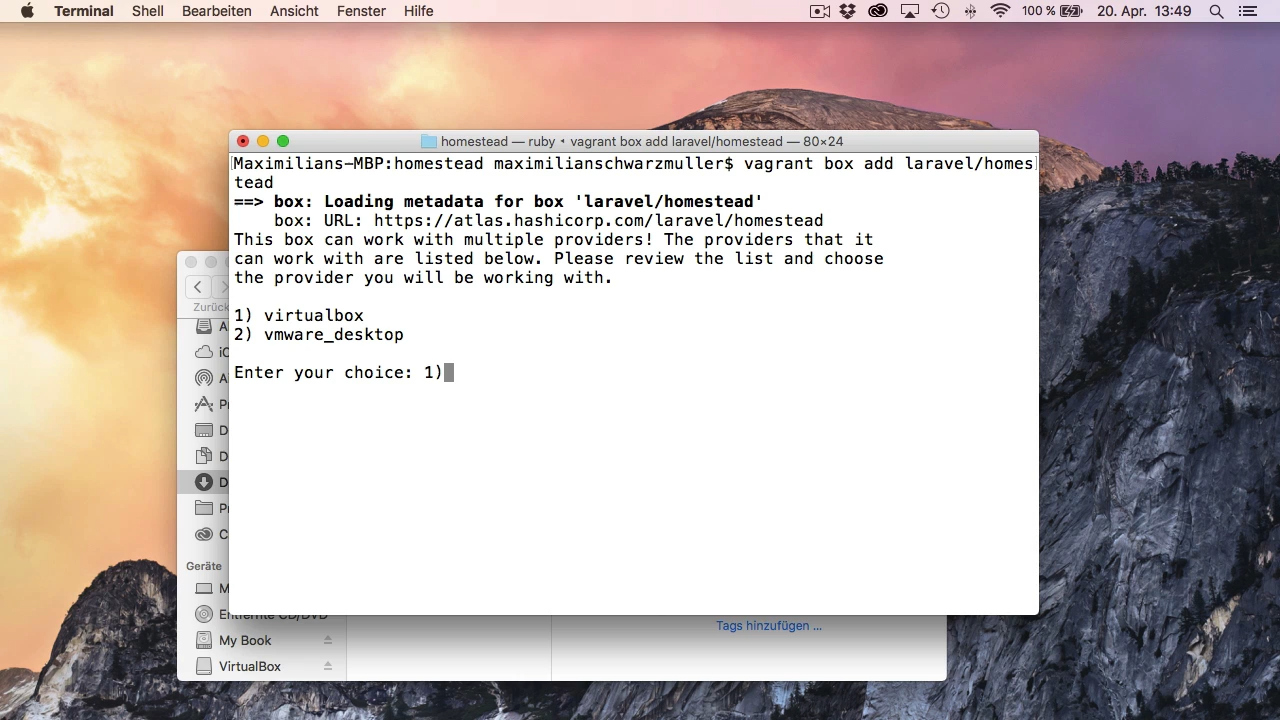 Terminal Shell Bearbeiten Ansicht Fenster Hilfe 100 % 20. Apr. 13:49
homestead — ruby ‣ vagrant box add laravel/homestead — 80×24
Maximilians-MBP:homestead maximilianschwarzmuller$ vagrant box add laravel/homes
tead
==> box: Loading metadata for box 'laravel/homestead'
box: URL: https://atlas.hashicorp.com/laravel/homestead
This box can work with multiple providers! The providers that it
can work with are listed below. Please review the list and choose
the provider you will be working with.
1) virtualbox
2) vmware_desktop
Enter your choice: 1)
Zurück
Geräte
Entfernte CD/DVD
My Book
VirtualBox
Tags hinzufügen ...